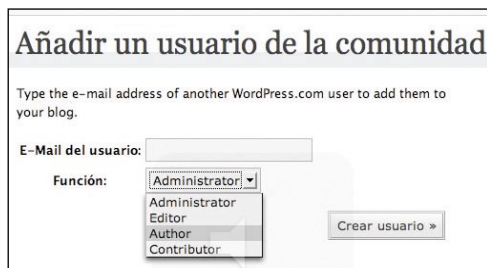 Añadir un usuario de la comunidad
Type the e-mail address of another WordPress.com user to add them to
your blog.
E-Mail del usuario:
Función: Administrator
Administrator
Editor
Author
Contributor
Crear usuario »